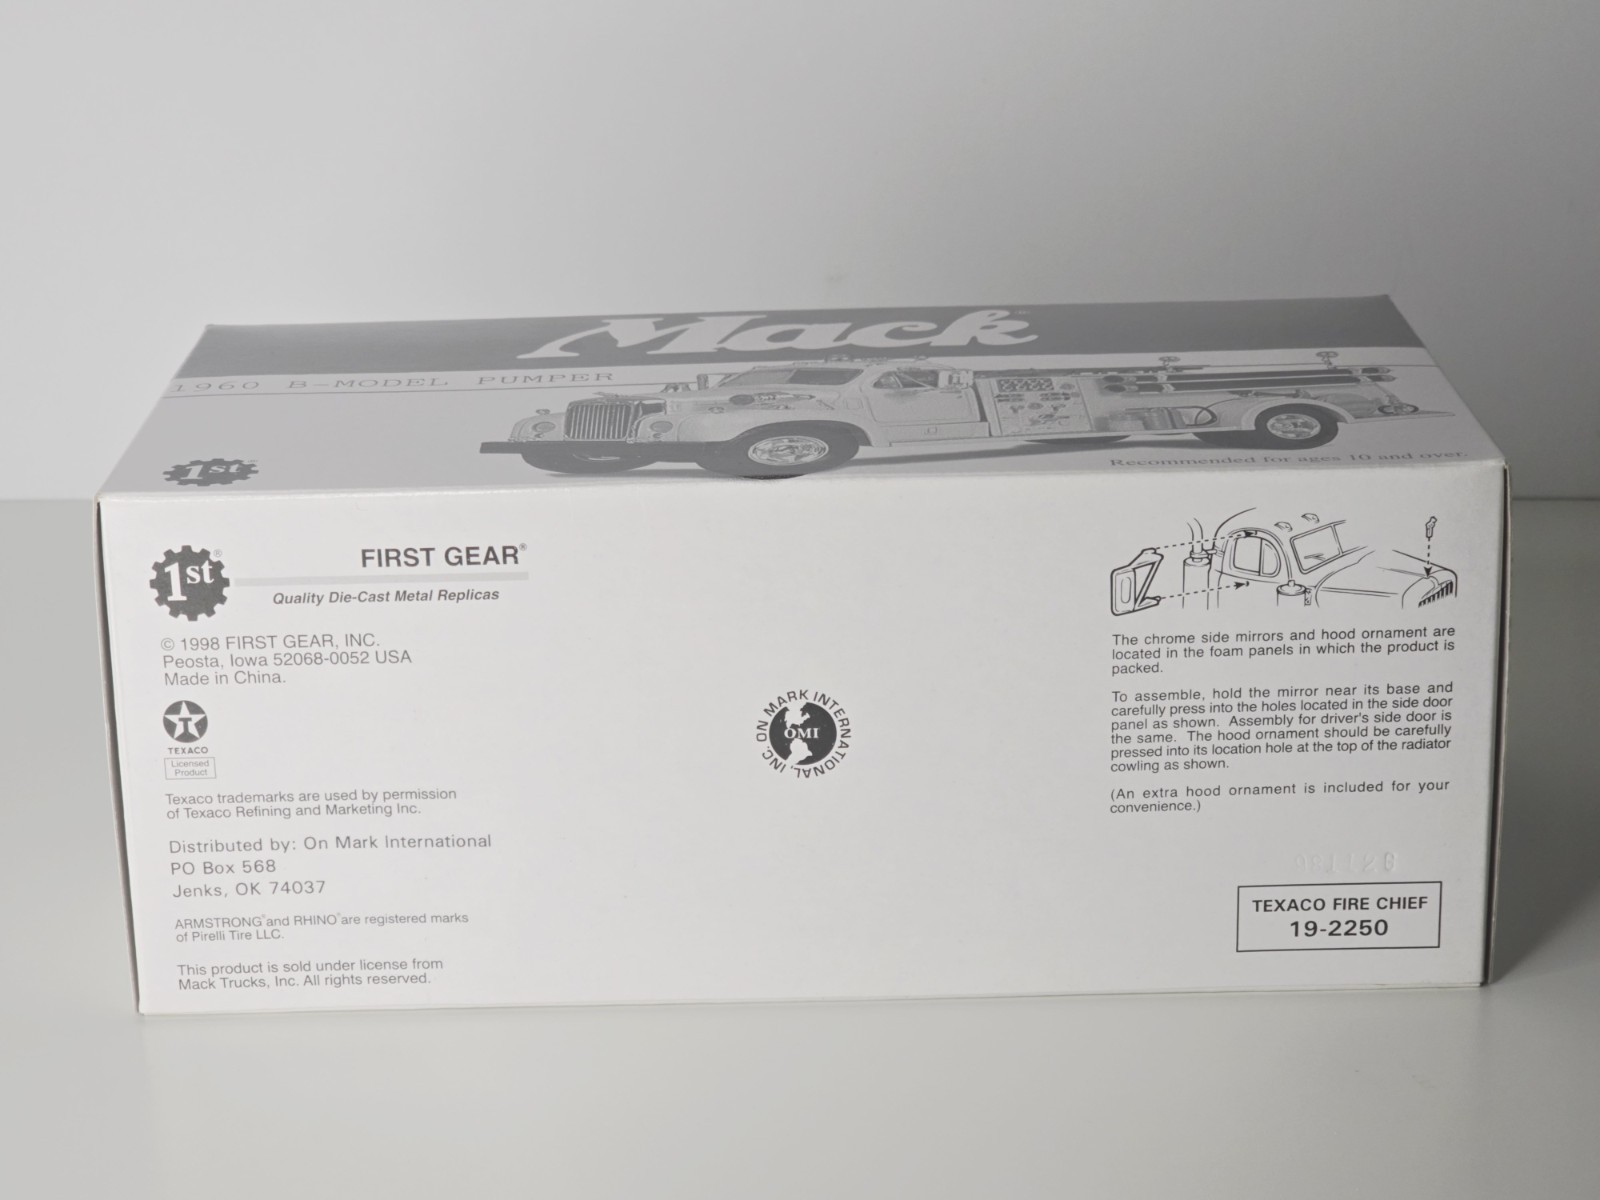 Mack
1960 B-MODEL PUMPER
1st
Recommended for ages 10 and over.
1st®
FIRST GEAR®
Quality Die-Cast Metal Replicas
© 1998 FIRST GEAR, INC.
Peosta, Iowa 52068-0052 USA
Made in China.
T
TEXACO
Licensed
Product
Texaco trademarks are used by permission
of Texaco Refining and Marketing Inc.
Distributed by: On Mark International
PO Box 568
Jenks, OK 74037
ARMSTRONG® and RHINO® are registered marks
of Pirelli Tire LLC.
This product is sold under license from
Mack Trucks, Inc. All rights reserved.
ON MARK INTERNATIONAL, INC.
OMI
The chrome side mirrors and hood ornament are
located in the foam panels in which the product is
packed.
To assemble, hold the mirror near its base and
carefully press into the holes located in the side door
panel as shown. Assembly for driver's side door is
the same. The hood ornament should be carefully
pressed into its location hole at the top of the radiator
cowling as shown.
(An extra hood ornament is included for your
convenience.)
TEXACO FIRE CHIEF
19-2250